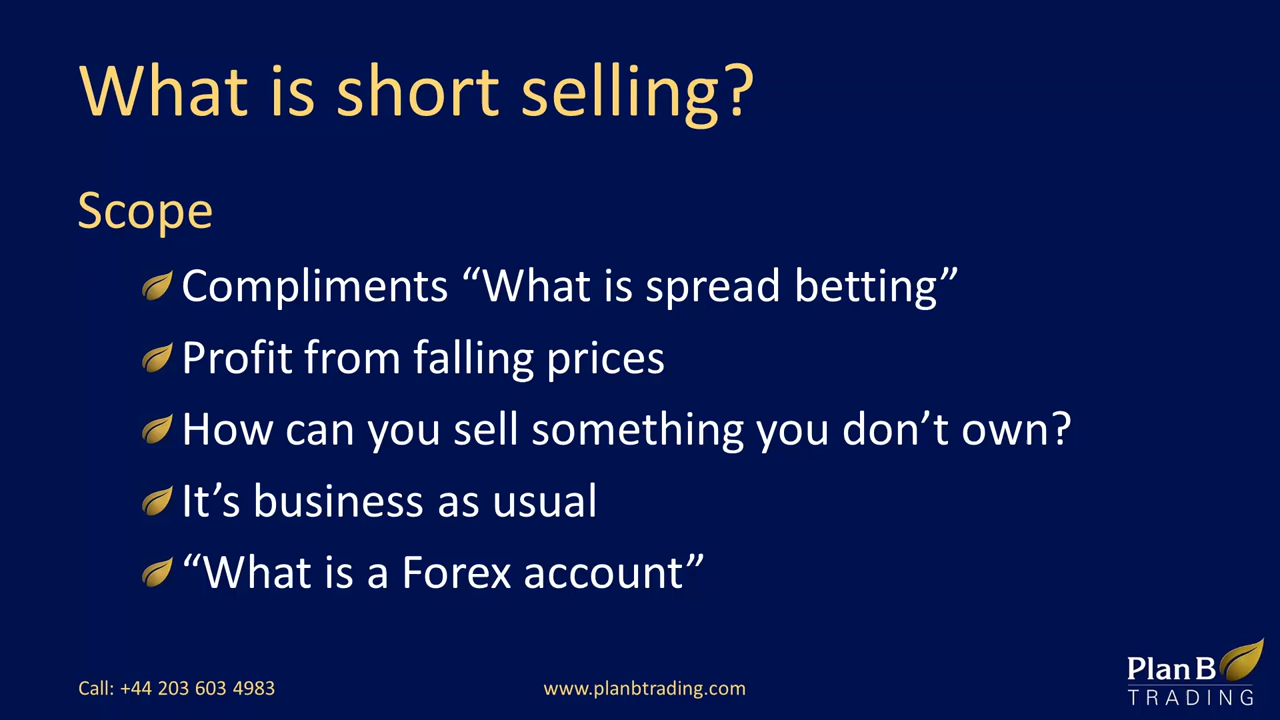 What is short selling?
Scope
Compliments “What is spread betting”
Profit from falling prices
How can you sell something you don’t own?
It’s business as usual
“What is a Forex account”
Call: +44 203 603 4983
www.planbtrading.com
Plan B
TRADING